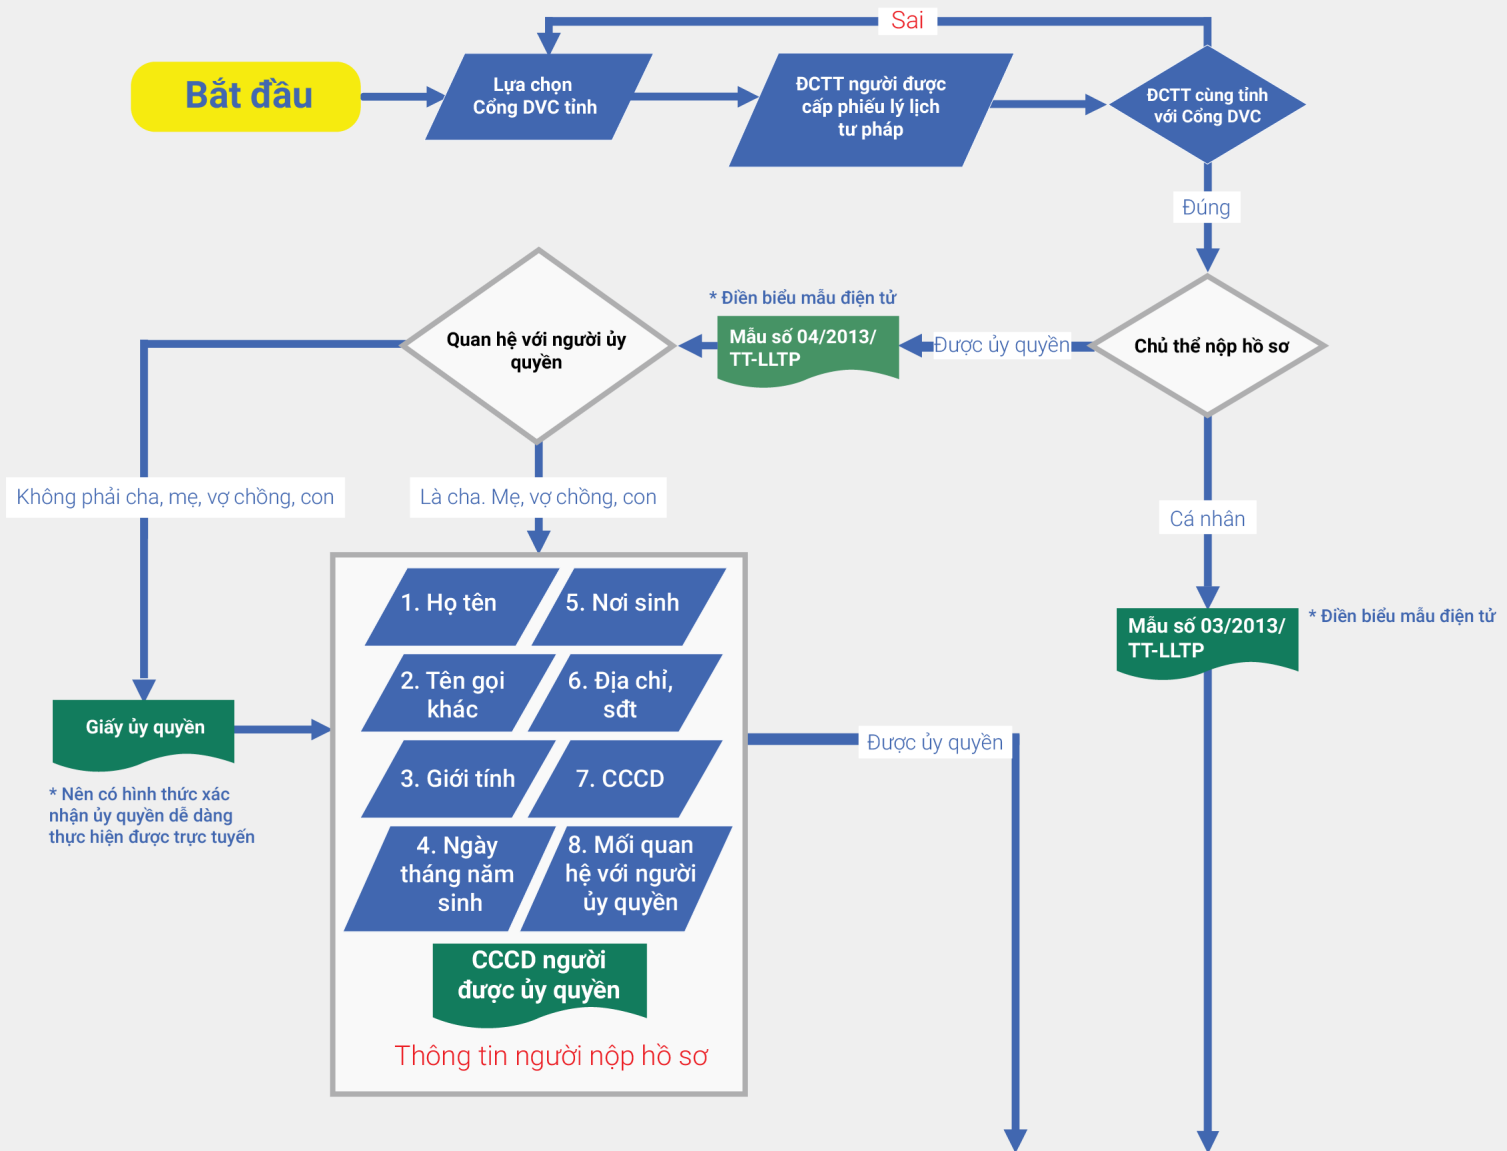 Sai
Bắt đầu
Lựa chọn
Cổng DVC tỉnh
ĐCTT người được
cấp phiếu lý lịch
tư pháp
ĐCTT cùng tỉnh
với Cổng DVC
Đúng
* Điền biểu mẫu điện tử
Quan hệ với người ủy
quyền
Mẫu số 04/2013/
TT-LLTP
Được ủy quyền
Chủ thể nộp hồ sơ
Không phải cha, mẹ, vợ chồng, con
Là cha. Mẹ, vợ chồng, con
Cá nhân
Mẫu số 03/2013/
TT-LLTP
* Điền biểu mẫu điện tử
1. Họ tên
5. Nơi sinh
2. Tên gọi
khác
6. Địa chỉ,
sđt
3. Giới tính
7. CCCD
4. Ngày
tháng năm
sinh
8. Mối quan
hệ với người
ủy quyền
CCCD người
được ủy quyền
Thông tin người nộp hồ sơ
Giấy ủy quyền
* Nên có hình thức xác
nhận ủy quyền dễ dàng
thực hiện được trực tuyến
Được ủy quyền